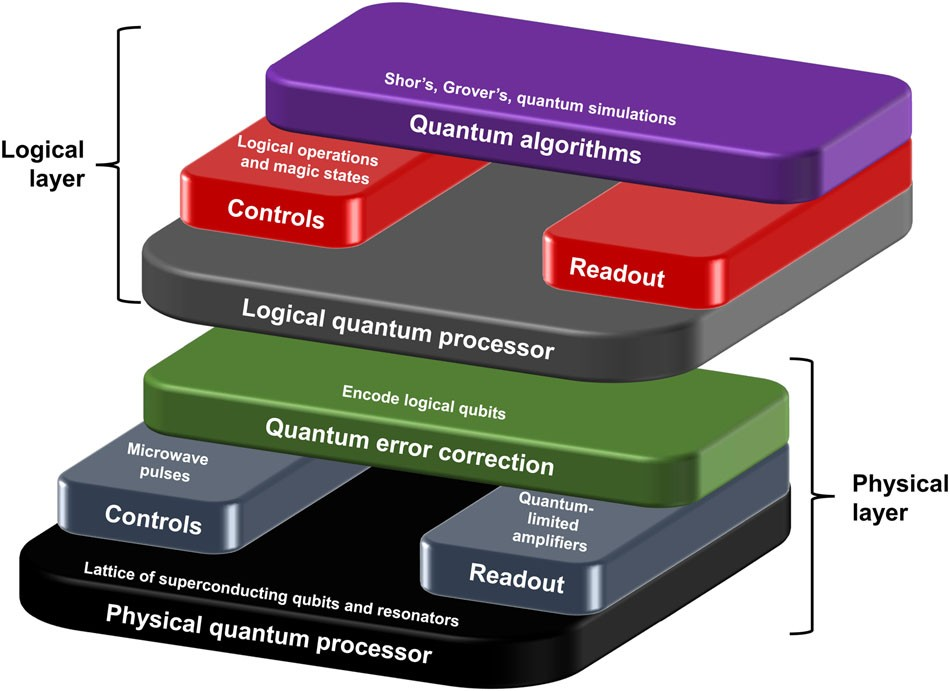 Shor's, Grover's, quantum simulations
Quantum algorithms
Logical
layer
Logical operations
and magic states
Controls
Readout
Logical quantum processor
Encode logical qubits
Quantum error correction
Microwave
pulses
Controls
Quantum-
limited
amplifiers
Readout
Physical
layer
Lattice of superconducting qubits and resonators
Physical quantum processor